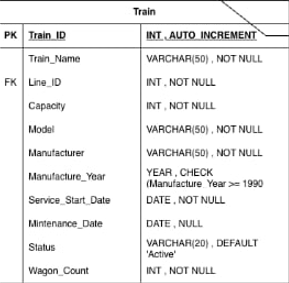 Train
PK Train_ID INT , AUTO_INCREMENT
Train_Name VARCHAR(50) , NOT NULL
FK Line_ID INT , NOT NULL
Capacity INT , NOT NULL
Model VARCHAR(50) , NOT NULL
Manufacturer VARCHAR(50) , NOT NULL
Manufacture_Year YEAR , CHECK
(Manufacture_Year >= 1990
Service_Start_Date DATE , NOT NULL
Mintenance_Date DATE , NULL
Status VARCHAR(20) , DEFAULT
'Active'
Wagon_Count INT , NOT NULL